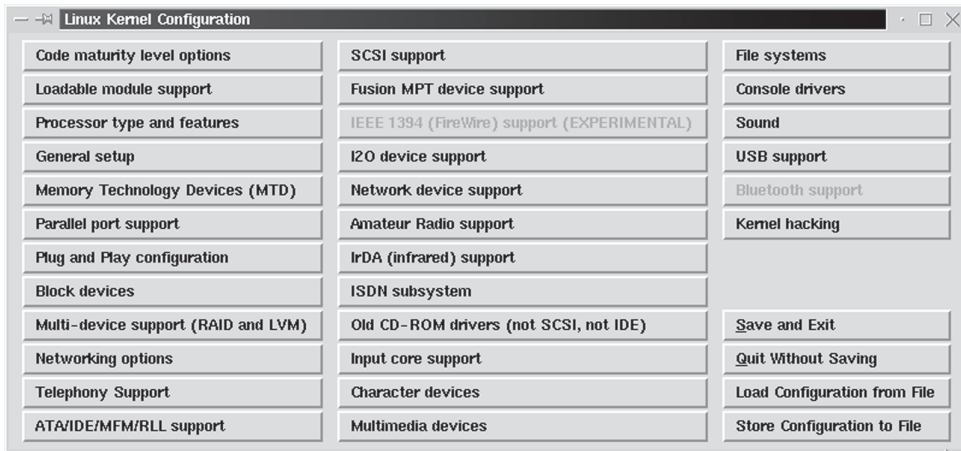 Linux Kernel Configuration
Code maturity level options
Loadable module support
Processor type and features
General setup
Memory Technology Devices (MTD)
Parallel port support
Plug and Play configuration
Block devices
Multi-device support (RAID and LVM)
Networking options
Telephony Support
ATA/IDE/MFM/RLL support
SCSI support
Fusion MPT device support
IEEE 1394 (FireWire) support (EXPERIMENTAL)
I2O device support
Network device support
Amateur Radio support
IrDA (infrared) support
ISDN subsystem
Old CD-ROM drivers (not SCSI, not IDE)
Input core support
Character devices
Multimedia devices
File systems
Console drivers
Sound
USB support
Bluetooth support
Kernel hacking
Save and Exit
Quit Without Saving
Load Configuration from File
Store Configuration to File